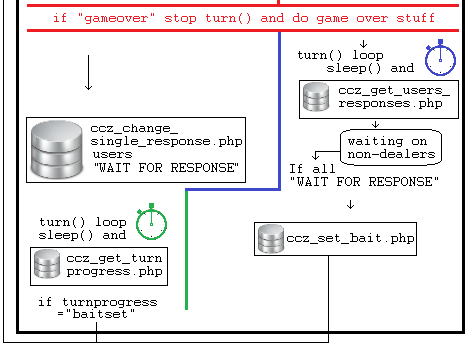 if "gameover" stop turn() and do game over stuff
turn() loop
sleep() and
ccz_get_users_
responses.php
waiting on
non-dealers
If all
"WAIT FOR RESPONSE"
ccz_set_bait.php
ccz_change_
single_response.php
users
"WAIT FOR RESPONSE"
turn() loop
sleep() and
ccz_get_turn
progress.php
if turnprogress
="baitset"